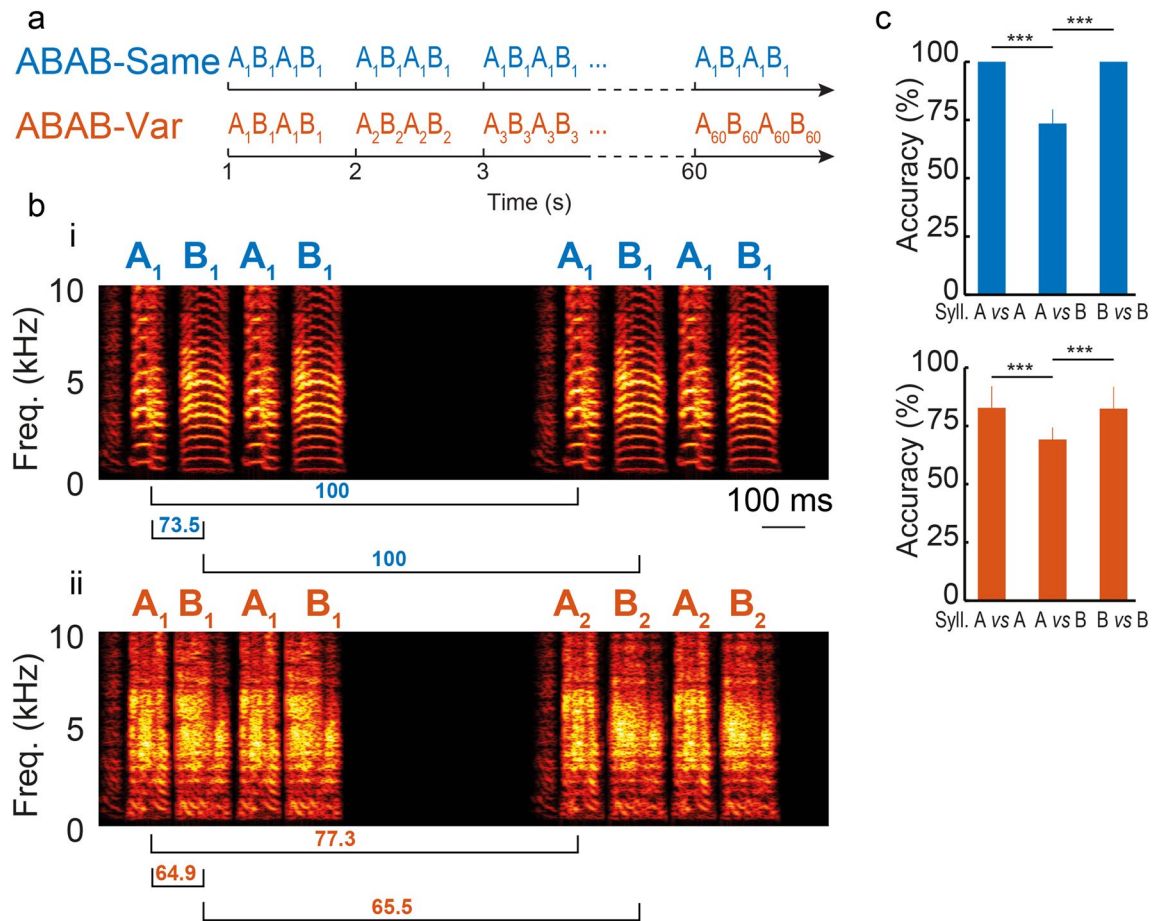 a
ABAB-Same A₁B₁A₁B₁ A₁B₁A₁B₁ A₁B₁A₁B₁ ... A₁B₁A₁B₁
ABAB-Var A₁B₁A₁B₁ A₂B₂A₂B₂ A₃B₃A₃B₃ ... A₆₀B₆₀A₆₀B₆₀
1 2 3 60
Time (s)
b
i
A₁ B₁ A₁ B₁ A₁ B₁ A₁ B₁
10
5
0
Freq. (kHz)
100
73.5
100
100 ms
ii
A₁ B₁ A₁ B₁ A₂ B₂ A₂ B₂
10
5
0
Freq. (kHz)
77.3
64.9
65.5
c
*** ***
100
75
50
25
0
Accuracy (%)
Syll. A vs A A vs B B vs B
*** ***
100
75
50
25
0
Accuracy (%)
Syll. A vs A A vs B B vs B